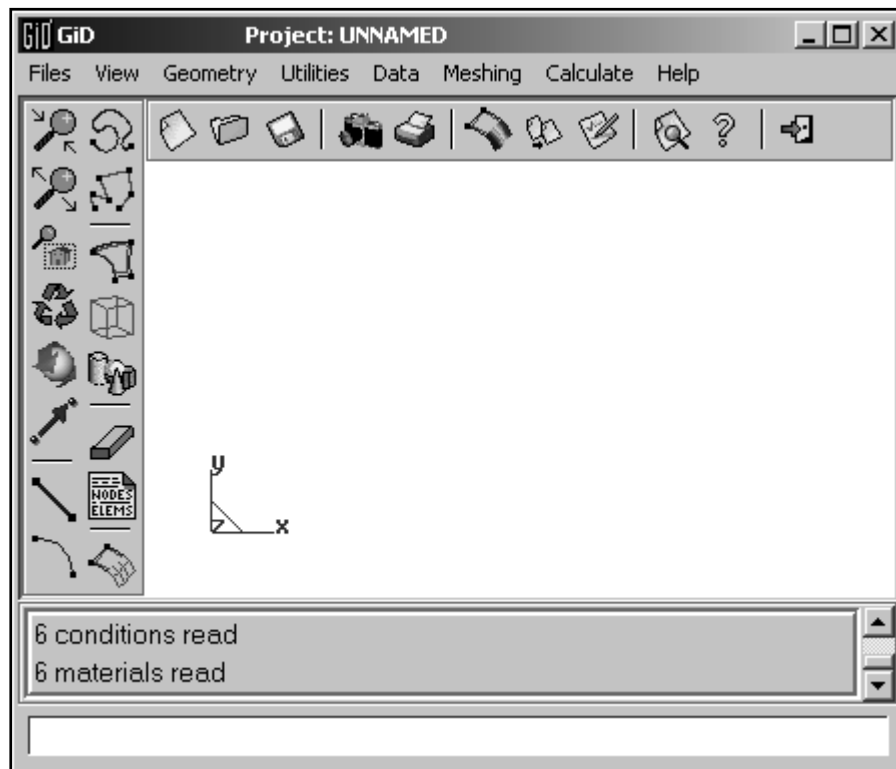 GiD GiD Project: UNNAMED
Files View Geometry Utilities Data Meshing Calculate Help
NODES
ELEMS
y
z x
6 conditions read
6 materials read